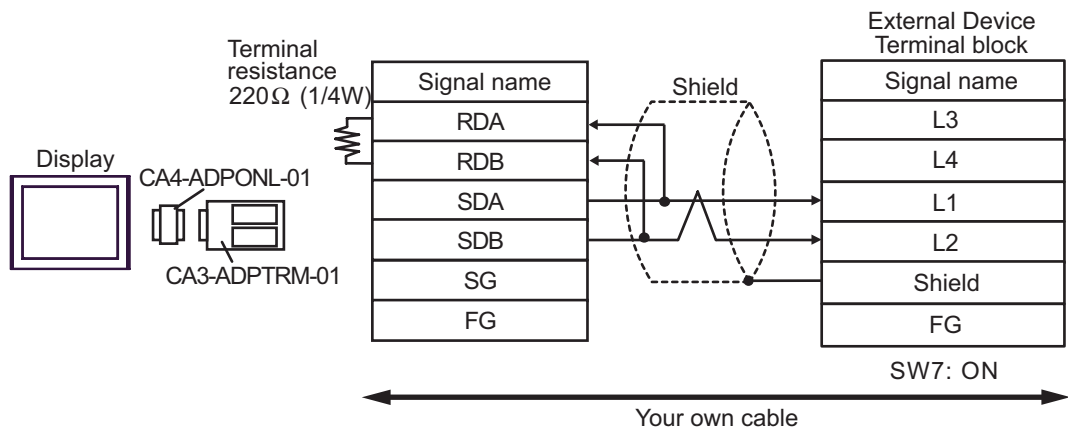 External Device
Terminal block
Terminal
resistance
220Ω (1/4W)
Signal name
Shield
Signal name
RDA
L3
RDB
L4
Display
CA4-ADPONL-01
SDA
L1
SDB
L2
CA3-ADPTRM-01
SG
Shield
FG
FG
SW7: ON
Your own cable